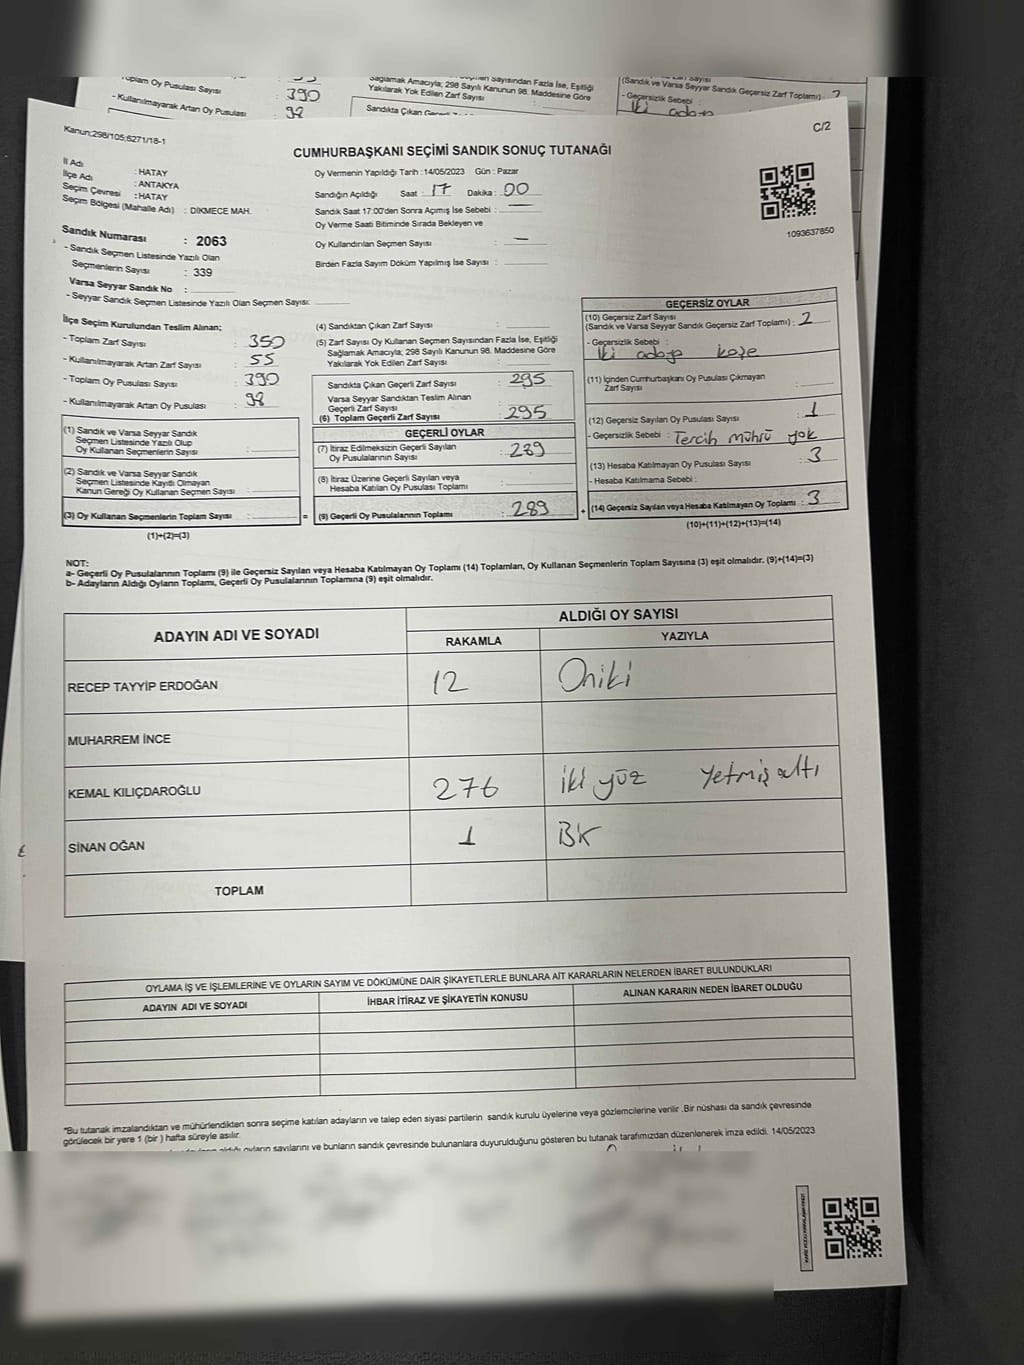 Toplam Oy Pusulası Sayısı 390
- Kullanılmayarak Artan Oy Pusulası : 98
Sağlamak Amacıyla; 298 Sayılı Kanunun 98. Maddesine Göre
Yakılarak Yok Edilen Zarf Sayısı
Sandıkta Çıkan
(Sandık ve Varsa Seyyar Sandık Geçersiz Zarf Toplamı) : 2
- Geçersizlik Sebebi :
iki adaya
C/2
Kanun;298/105;6271/18-1
CUMHURBAŞKANI SEÇİMİ SANDIK SONUÇ TUTANAĞI
İl Adı : HATAY
İlçe Adı : ANTAKYA
Seçim Çevresi : HATAY
Seçim Bölgesi (Mahalle Adı) : DİKMECE MAH.
Oy Vermenin Yapıldığı Tarih :14/05/2023 Gün : Pazar
Sandığın Açıldığı Saat : 17 Dakika : 00
Sandık Saat 17:00'den Sonra Açılmış İse Sebebi : —
Oy Verme Saati Bitiminde Sırada Bekleyen ve
Oy Kullandırılan Seçmen Sayısı : —
Birden Fazla Sayım Döküm Yapılmış İse Sayısı :
1093637850
Sandık Numarası : 2063
- Sandık Seçmen Listesinde Yazılı Olan
Seçmenlerin Sayısı : 339
Varsa Seyyar Sandık No :
- Seyyar Sandık Seçmen Listesinde Yazılı Olan Seçmen Sayısı:
İlçe Seçim Kurulundan Teslim Alınan;
- Toplam Zarf Sayısı : 350
- Kullanılmayarak Artan Zarf Sayısı : 55
- Toplam Oy Pusulası Sayısı : 390
- Kullanılmayarak Artan Oy Pusulası : 98
(1) Sandık ve Varsa Seyyar Sandık
Seçmen Listesinde Yazılı Olup
Oy Kullanan Seçmenlerin Sayısı :
(2) Sandık ve Varsa Seyyar Sandık
Seçmen Listesinde Kayıtlı Olmayan
Kanun Gereği Oy Kullanan Seçmen Sayısı :
(3) Oy Kullanan Seçmenlerin Toplam Sayısı :
(1)+(2)=(3)
(4) Sandıktan Çıkan Zarf Sayısı :
(5) Zarf Sayısı Oy Kullanan Seçmen Sayısından Fazla İse, Eşitliği
Sağlamak Amacıyla; 298 Sayılı Kanunun 98. Maddesine Göre
Yakılarak Yok Edilen Zarf Sayısı :
Sandıkta Çıkan Geçerli Zarf Sayısı : 295
Varsa Seyyar Sandıktan Teslim Alınan
Geçerli Zarf Sayısı :
(6) Toplam Geçerli Zarf Sayısı : 295
GEÇERLİ OYLAR
(7) İtiraz Edilmeksizin Geçerli Sayılan
Oy Pusulalarının Sayısı : 289
(8) İtiraz Üzerine Geçerli Sayılan veya
Hesaba Katılan Oy Pusulası Toplamı :
= (9) Geçerli Oy Pusulalarının Toplamı : 289 +
GEÇERSİZ OYLAR
(10) Geçersiz Zarf Sayısı
(Sandık ve Varsa Seyyar Sandık Geçersiz Zarf Toplamı) : 2
- Geçersizlik Sebebi :
iki adaya kaşe
(11) İçinden Cumhurbaşkanı Oy Pusulası Çıkmayan
Zarf Sayısı :
(12) Geçersiz Sayılan Oy Pusulası Sayısı : 1
- Geçersizlik Sebebi : Tercih mührü yok
(13) Hesaba Katılmayan Oy Pusulası Sayısı : 3
- Hesaba Katılmama Sebebi :
(14) Geçersiz Sayılan veya Hesaba Katılmayan Oy Toplamı : 3
(10)+(11)+(12)+(13)=(14)
NOT:
a- Geçerli Oy Pusulalarının Toplamı (9) ile Geçersiz Sayılan veya Hesaba Katılmayan Oy Toplamı (14) Toplamları, Oy Kullanan Seçmenlerin Toplam Sayısına (3) eşit olmalıdır. (9)+(14)=(3)
b- Adayların Aldığı Oyların Toplamı, Geçerli Oy Pusulalarının Toplamına (9) eşit olmalıdır.
ADAYIN ADI VE SOYADI
ALDIĞI OY SAYISI
RAKAMLA YAZIYLA
RECEP TAYYİP ERDOĞAN 12 Oniki
MUHARREM İNCE
KEMAL KILIÇDAROĞLU 276 iki yüz yetmiş altı
SİNAN OĞAN 1 BİR
TOPLAM
OYLAMA İŞ VE İŞLEMLERİNE VE OYLARIN SAYIM VE DÖKÜMÜNE DAİR ŞİKAYETLERLE BUNLARA AİT KARARLARIN NELERDEN İBARET BULUNDUKLARI
ADAYIN ADI VE SOYADI İHBAR İTİRAZ VE ŞİKAYETİN KONUSU ALINAN KARARIN NEDEN İBARET OLDUĞU
*Bu tutanak imzalandıktan ve mühürlendikten sonra seçime katılan adayların ve talep eden siyasi partilerin sandık kurulu üyelerine veya gözlemcilerine verilir .Bir nüshası da sandık çevresinde
görülecek bir yere 1 (bir ) hafta süreyle asılır.
aldığı oyların sayılarını ve bunların sandık çevresinde bulunanlara duyurulduğunu gösteren bu tutanak tarafımızdan düzenlenerek imza edildi. 14/05/2023